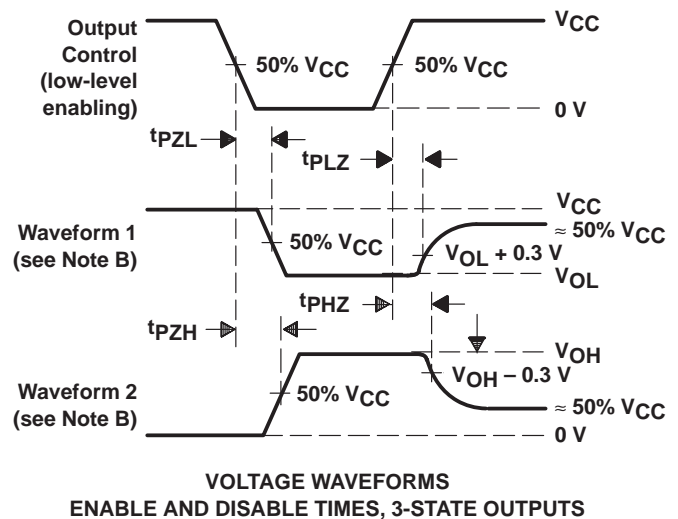 Output
Control
(low-level
enabling)
50% VCC
50% VCC
VCC
0 V
tPZL
tPLZ
Waveform 1
(see Note B)
50% VCC
VOL + 0.3 V
VCC
≈ 50% VCC
VOL
tPZH
tPHZ
Waveform 2
(see Note B)
50% VCC
VOH – 0.3 V
VOH
≈ 50% VCC
0 V
VOLTAGE WAVEFORMS
ENABLE AND DISABLE TIMES, 3-STATE OUTPUTS